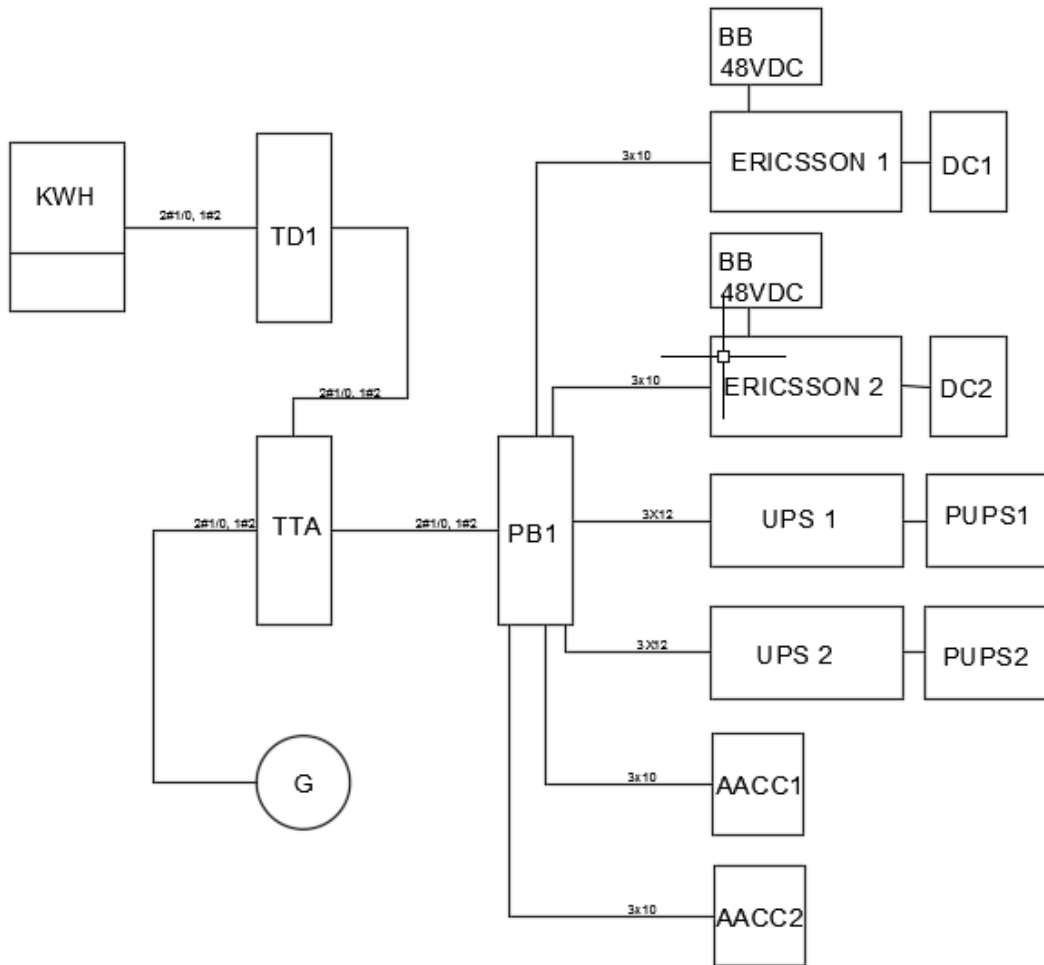 BB
48VDC
KWH
2#1/0, 1#2
TD1
3x10
ERICSSON 1
DC1
BB
48VDC
2#1/0, 1#2
3x10
ERICSSON 2
DC2
2#1/0, 1#2
TTA
2#1/0, 1#2
PB1
3X12
UPS 1
PUPS1
3X12
UPS 2
PUPS2
G
3x10
AACC1
3x10
AACC2